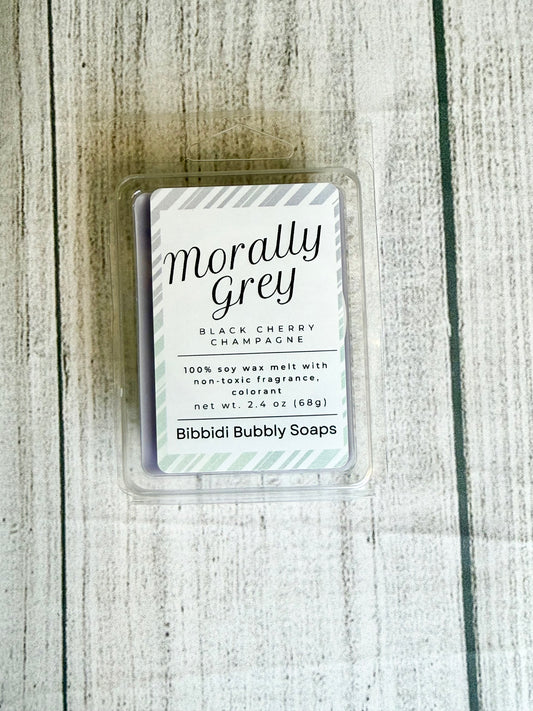 Morally
Grey
BLACK CHERRY
CHAMPAGNE
100% soy wax melt with
non-toxic fragrance,
colorant
net wt. 2.4 oz (68g)
Bibbidi Bubbly Soaps